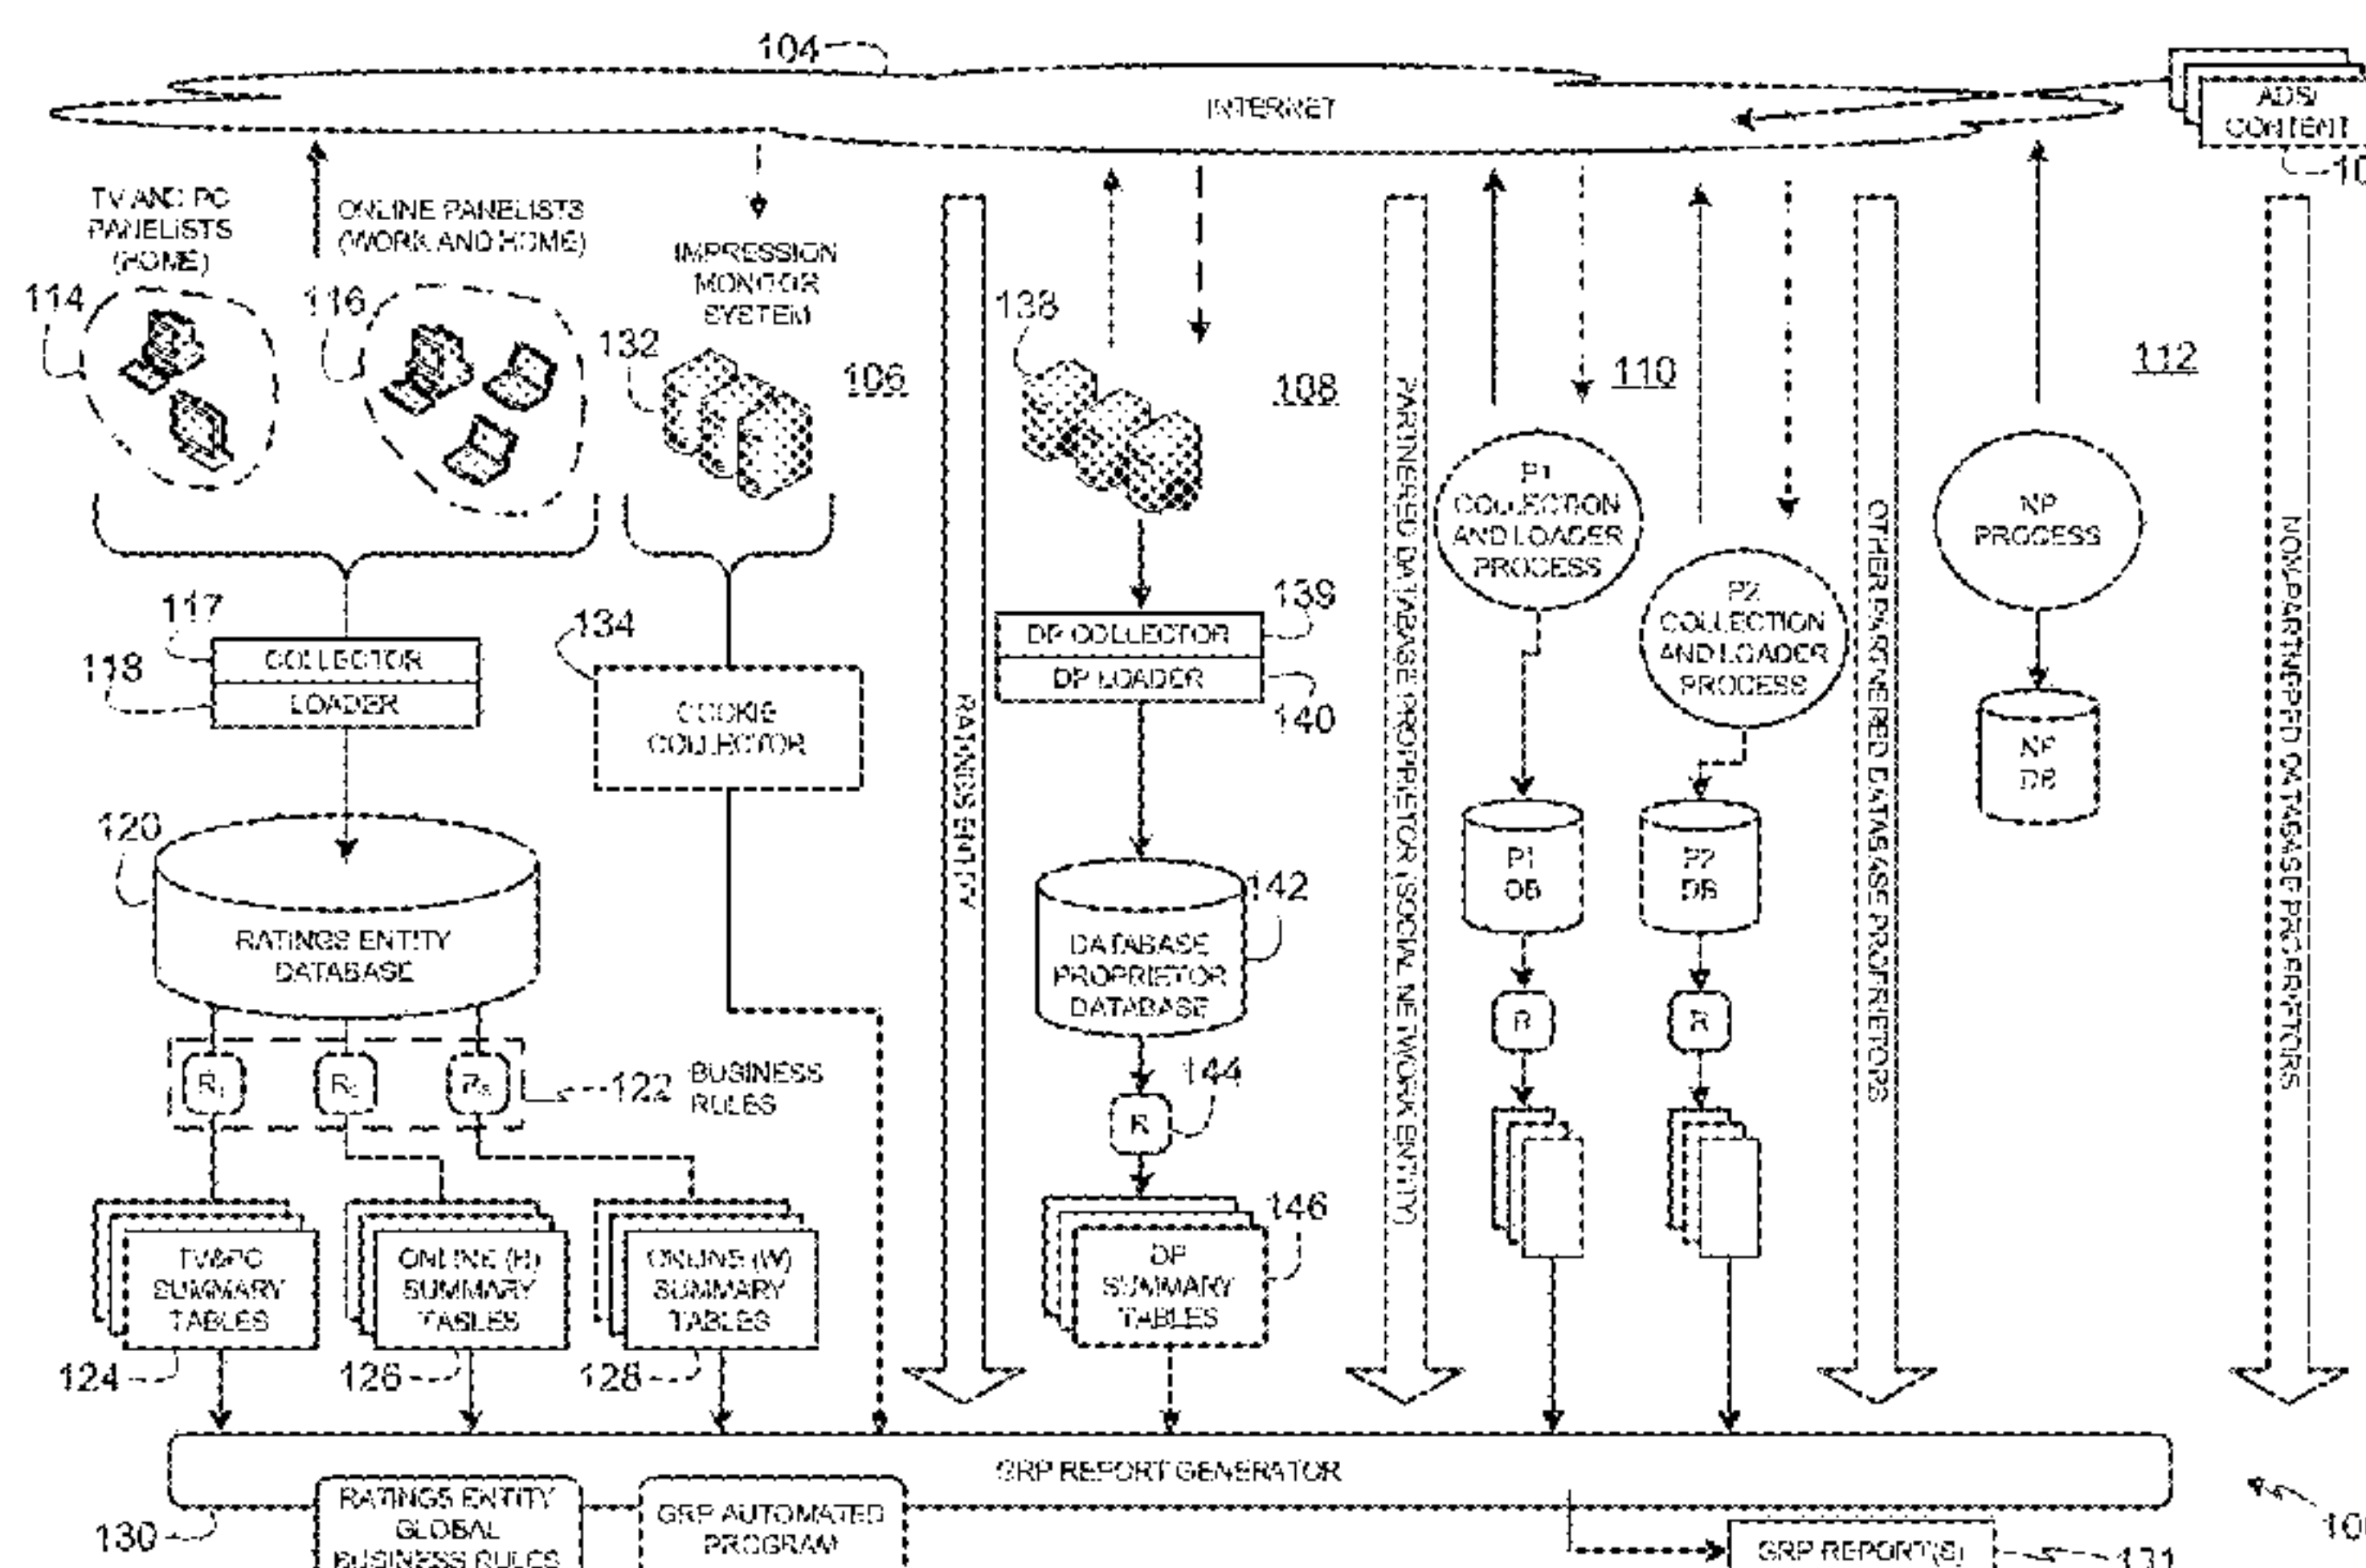 104
INTERNET
ADS/
CONTENT
10
TV AND PC
PANELISTS
(HOME)
ONLINE PANELISTS
(WORK AND HOME)
IMPRESSION
MONITOR
SYSTEM
114
116
132
106
138
108
110
112
P1
COLLECTION
AND LOADER
PROCESS
P2
COLLECTION
AND LOADER
PROCESS
NP
PROCESS
117
COLLECTOR
118
LOADER
134
COOKIE
COLLECTOR
RATINGS ENTITY
DP COLLECTOR
139
DP LOADER
140
PARTNERED DATABASE PROPRIETOR (SOCIAL NETWORK ENTITY)
OTHER PARTNERED DATABASE PROPRIETORS
NON-PARTNERED DATABASE PROPRIETORS
NP
DB
120
RATINGS ENTITY
DATABASE
142
DATABASE
PROPRIETOR
DATABASE
P1
DB
P2
DB
R
R
R1
R2
R3
122
BUSINESS
RULES
144
R
146
TV&PC
SUMMARY
TABLES
ONLINE (H)
SUMMARY
TABLES
ONLINE (W)
SUMMARY
TABLES
DP
SUMMARY
TABLES
124
126
128
GRP REPORT GENERATOR
130
RATINGS ENTITY
GLOBAL
BUSINESS RULES
GRP AUTOMATED
PROGRAM
GRP REPORT(S)
131
100